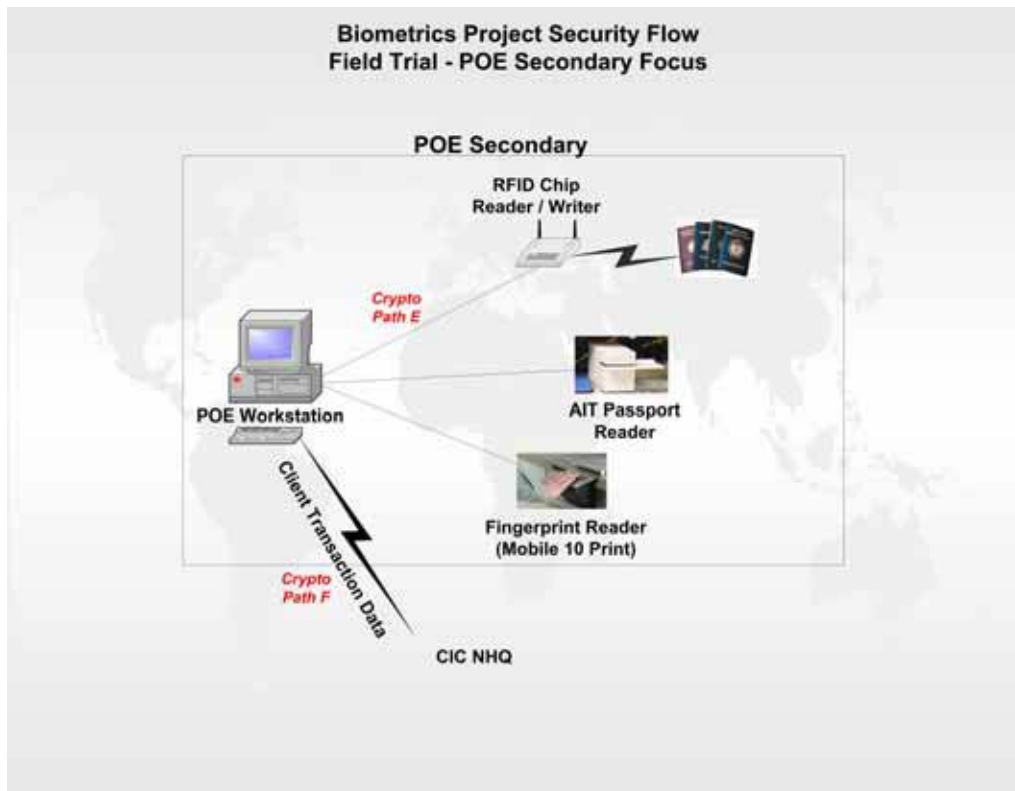 Biometrics Project Security Flow
Field Trial - POE Secondary Focus
POE Secondary
RFID Chip
Reader / Writer
Crypto
Path E
POE Workstation
AIT Passport
Reader
Fingerprint Reader
(Mobile 10 Print)
Client Transaction Data
Crypto
Path F
CIC NHQ